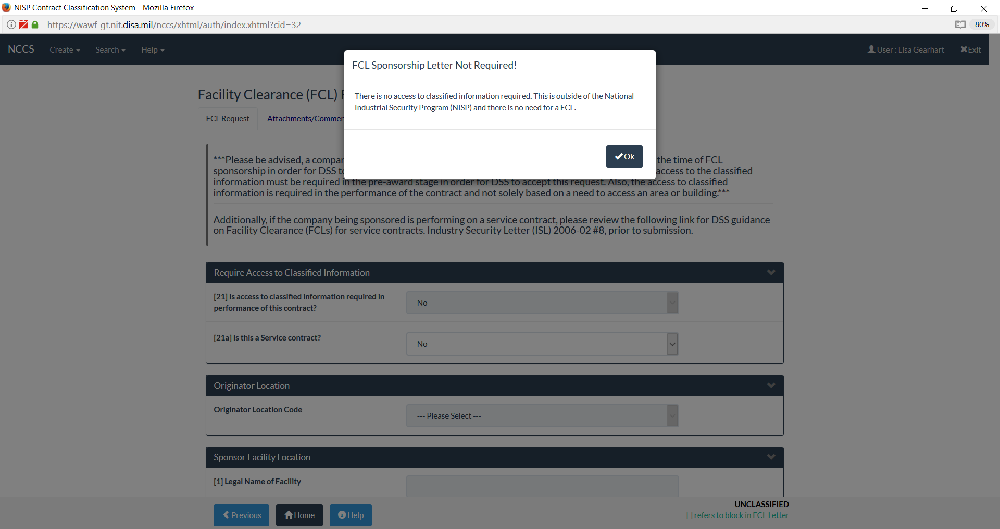 NISP Contract Classification System - Mozilla Firefox
https://wawf-gt.nit.disa.mil/nccs/xhtml/auth/index.xhtml?cid=32
80%
NCCS Create Search Help User : Lisa Gearhart Exit
FCL Sponsorship Letter Not Required!
There is no access to classified information required. This is outside of the National
Industrial Security Program (NISP) and there is no need for a FCL.
Ok
Facility Clearance (FCL)
FCL Request Attachments/Commen
***Please be advised, a compan the time of FCL
sponsorship in order for DSS to access to the classified
information must be required in the pre-award stage in order for DSS to accept this request. Also, the access to classified
information is required in the performance of the contract and not solely based on a need to access an area or building.***
Additionally, if the company being sponsored is performing on a service contract, please review the following link for DSS guidance
on Facility Clearance (FCLs) for service contracts. Industry Security Letter (ISL) 2006-02 #8, prior to submission.
Require Access to Classified Information
[21] Is access to classified information required in
performance of this contract?
No
[21a] Is this a Service contract?
No
Originator Location
Originator Location Code
--- Please Select ---
Sponsor Facility Location
[1] Legal Name of Facility
Previous Home Help
UNCLASSIFIED
[ ] refers to block in FCL Letter